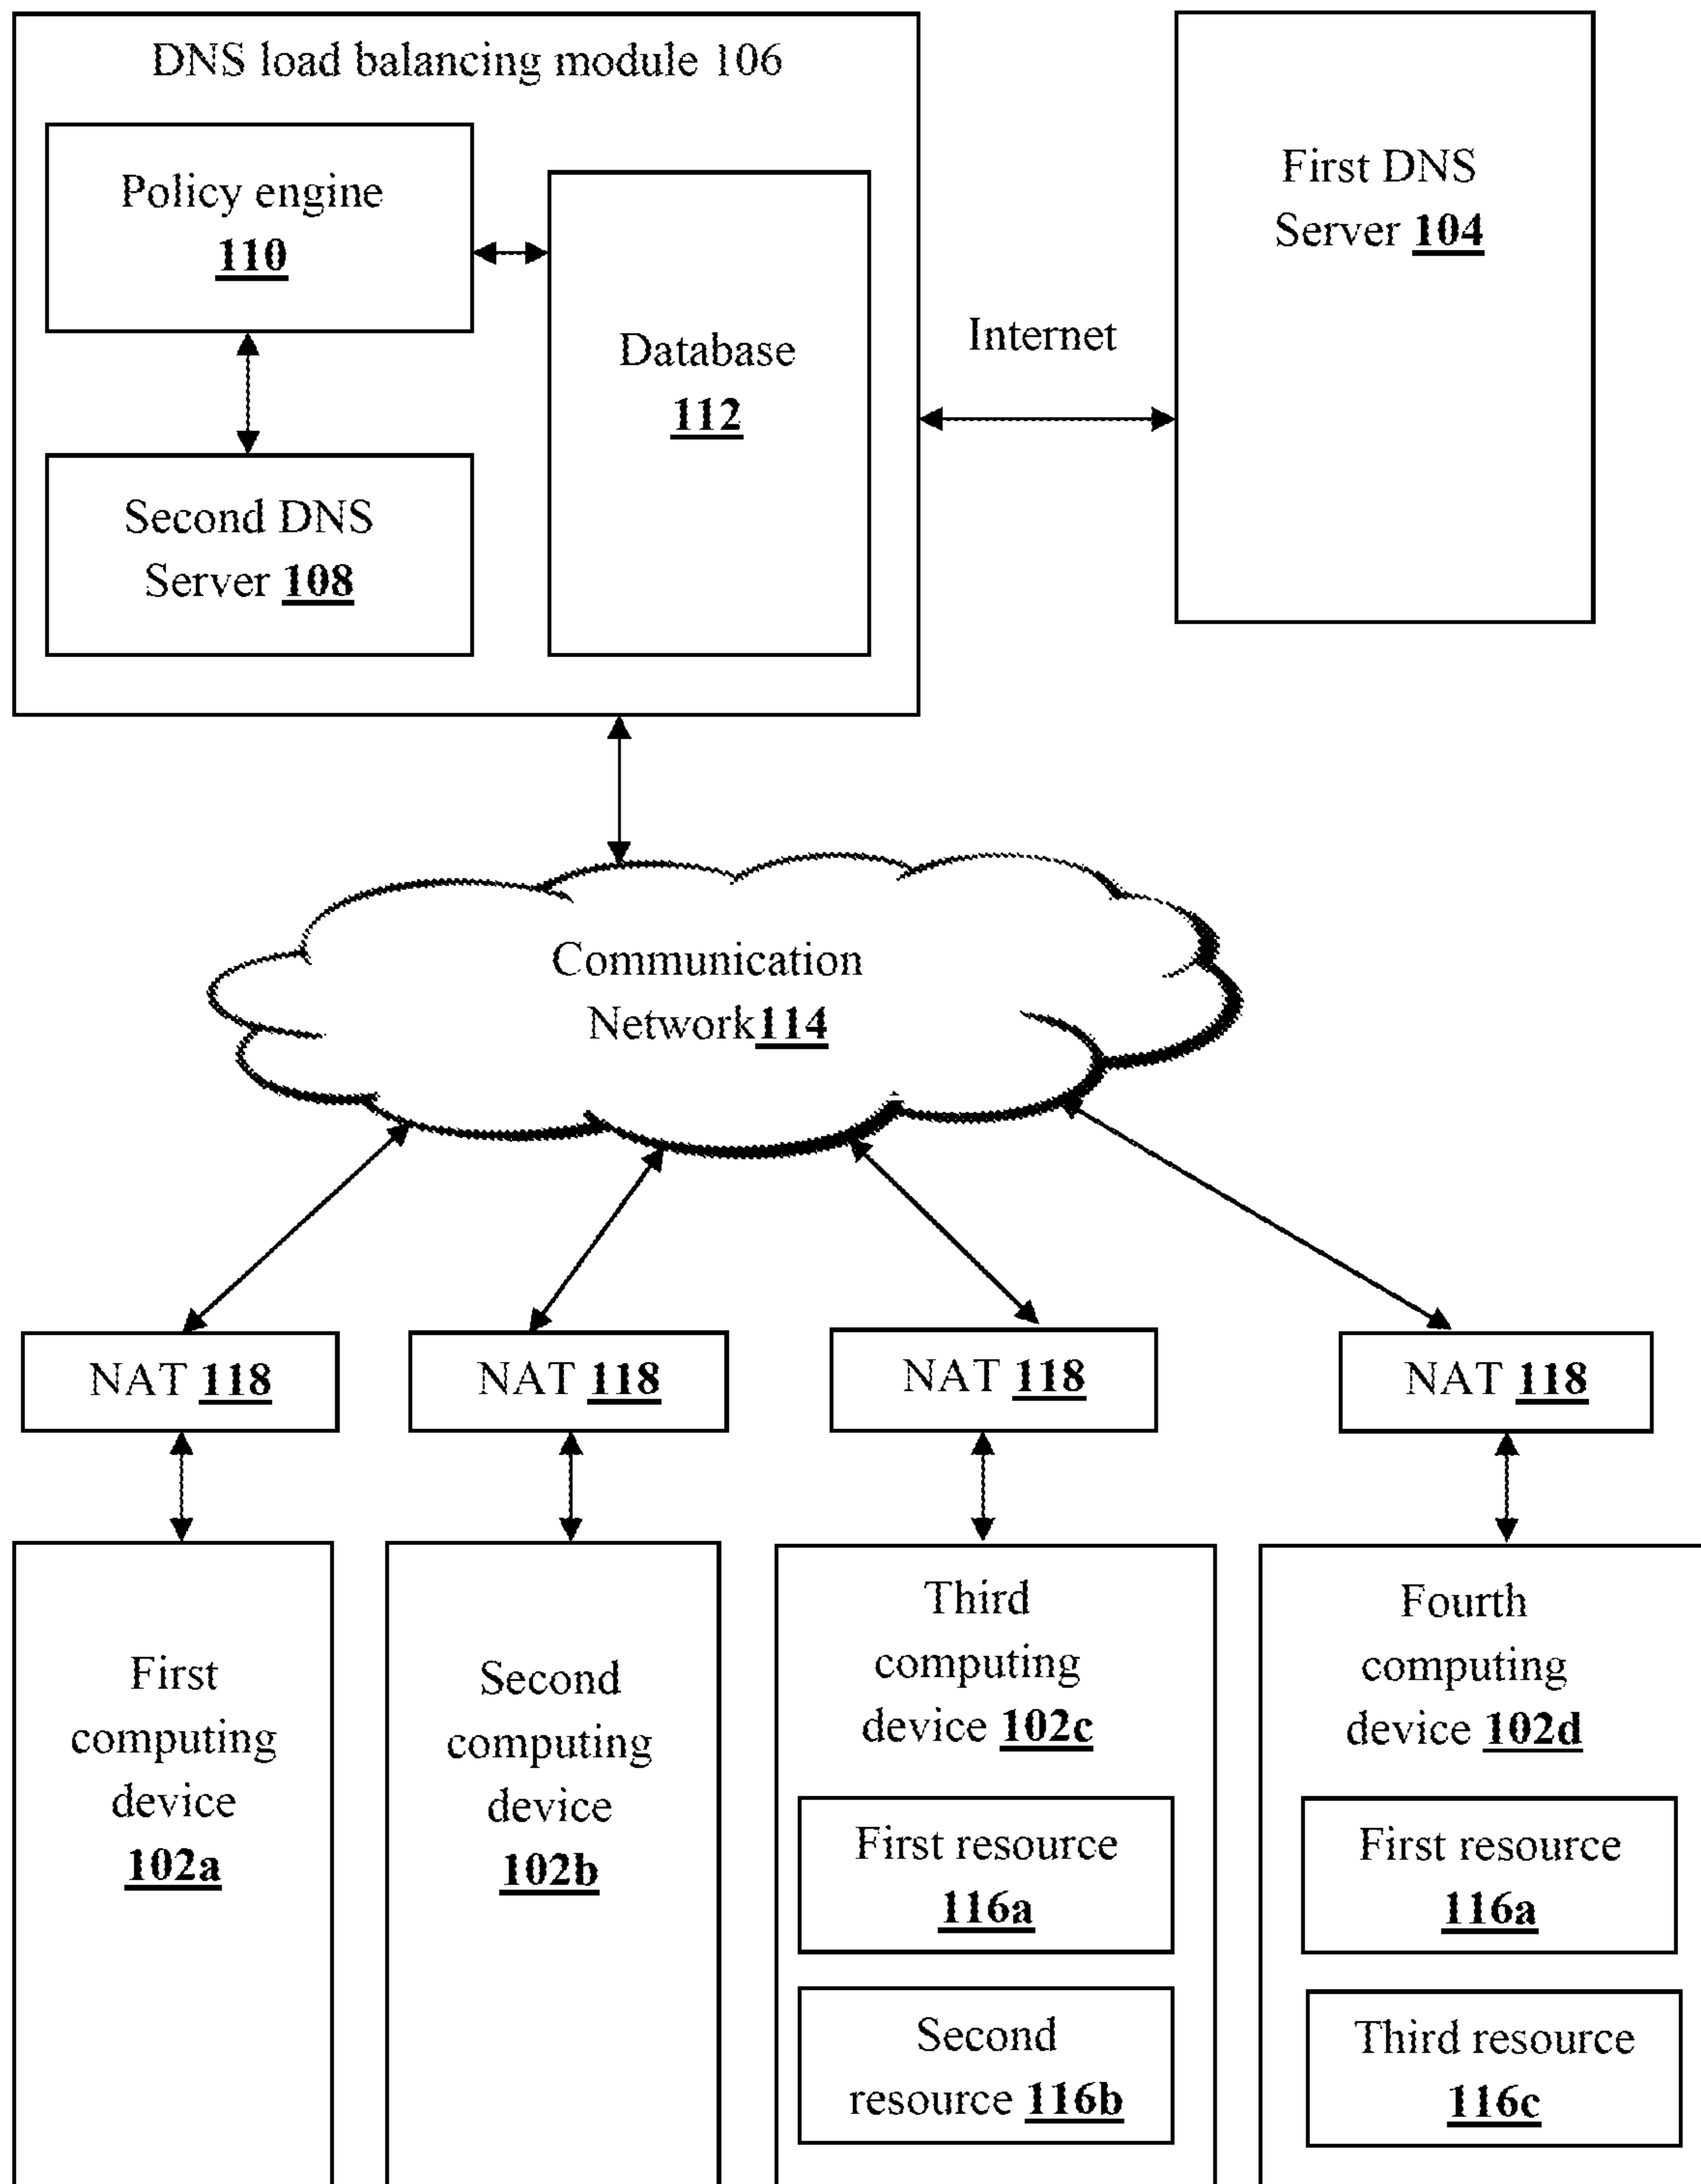 DNS load balancing module 106
Policy engine
110
Database
112
Second DNS
Server 108
Internet
First DNS
Server 104
Communication
Network114
NAT 118
NAT 118
NAT 118
NAT 118
First
computing
device
102a
Second
computing
device
102b
Third
computing
device 102c
First resource
116a
Second
resource 116b
Fourth
computing
device 102d
First resource
116a
Third resource
116c